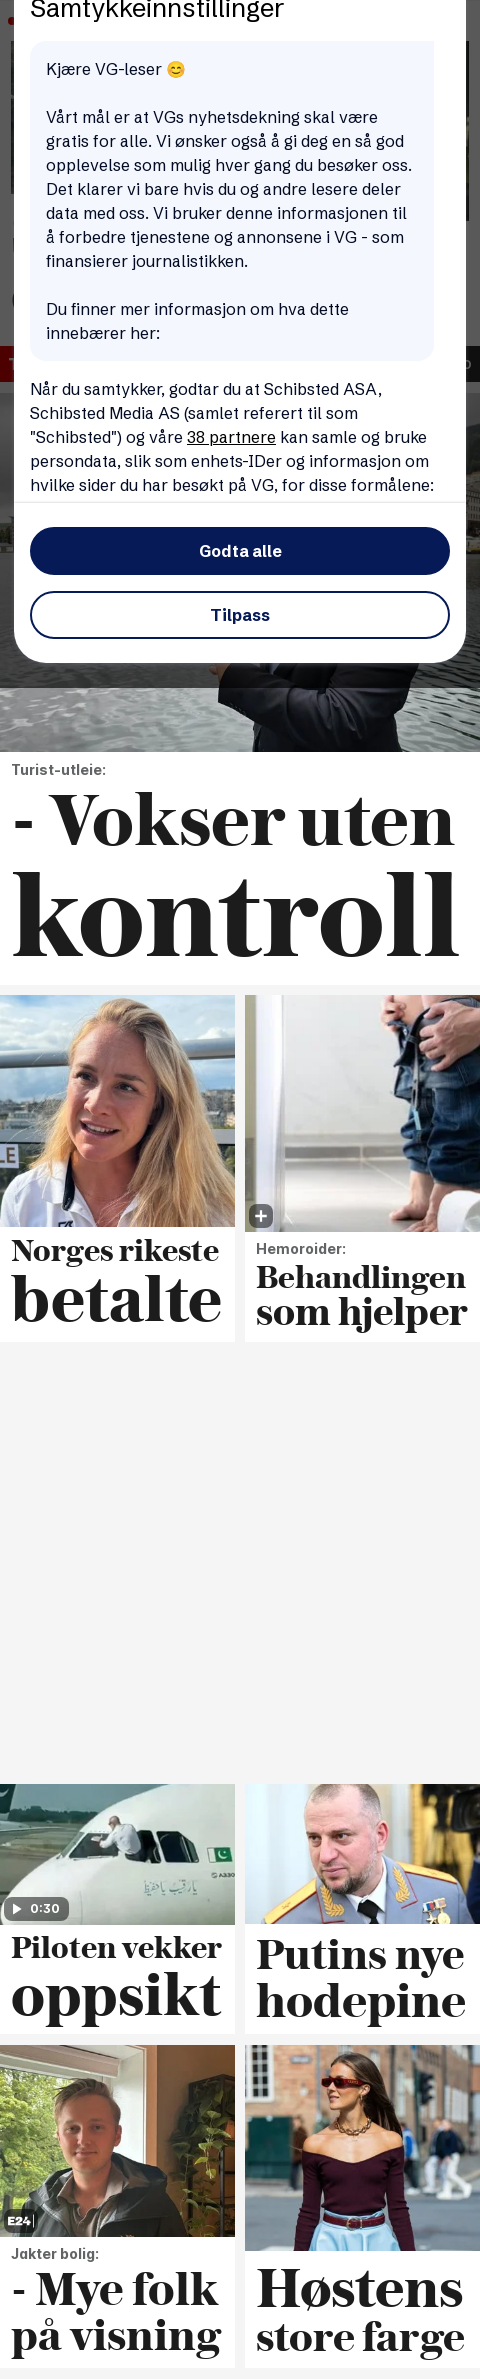 Samtykkeinnstillinger
Kjære VG-leser 😊
Vårt mål er at VGs nyhetsdekning skal være
gratis for alle. Vi ønsker også å gi deg en så god
opplevelse som mulig hver gang du besøker oss.
Det klarer vi bare hvis du og andre lesere deler
data med oss. Vi bruker denne informasjonen til
å forbedre tjenestene og annonsene i VG - som
finansierer journalistikken.
Du finner mer informasjon om hva dette
innebærer her:
Når du samtykker, godtar du at Schibsted ASA,
Schibsted Media AS (samlet referert til som
"Schibsted") og våre 38 partnere kan samle og bruke
persondata, slik som enhets-IDer og informasjon om
hvilke sider du har besøkt på VG, for disse formålene:
Godta alle
Tilpass
Turist-utleie:
- Vokser uten
kontroll
Norges rikeste
betalte
Hemoroider:
Behandlingen
som hjelper
0:30
Piloten vekker
oppsikt
Putins nye
hodepine
E24
Jakter bolig:
- Mye folk
på visning
Høstens
store farge